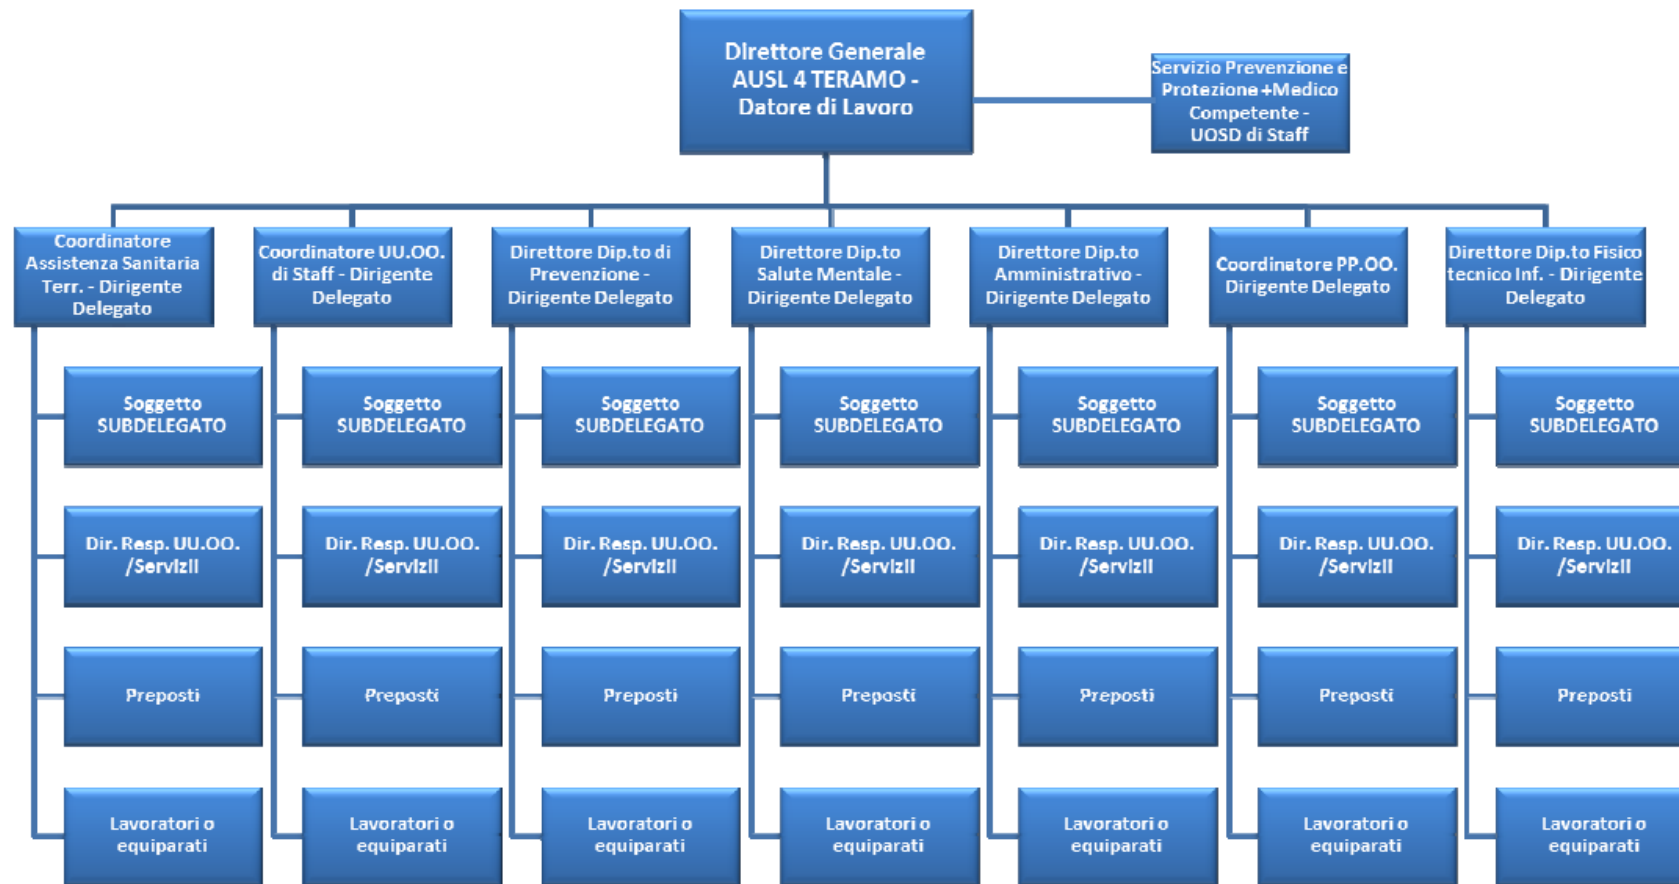 Direttore Generale
AUSL 4 TERAMO -
Datore di Lavoro
Servizio Prevenzione e
Protezione +Medico
Competente -
UOSD di Staff
Coordinatore
Assistenza Sanitaria
Terr. - Dirigente
Delegato
Coordinatore UU.OO.
di Staff - Dirigente
Delegato
Direttore Dip.to di
Prevenzione -
Dirigente Delegato
Direttore Dip.to
Salute Mentale -
Dirigente Delegato
Direttore Dip.to
Amministrativo -
Dirigente Delegato
Coordinatore PP.OO.
Dirigente Delegato
Direttore Dip.to Fisico
tecnico Inf. - Dirigente
Delegato
Soggetto
SUBDELEGATO
Soggetto
SUBDELEGATO
Soggetto
SUBDELEGATO
Soggetto
SUBDELEGATO
Soggetto
SUBDELEGATO
Soggetto
SUBDELEGATO
Soggetto
SUBDELEGATO
Dir. Resp. UU.OO.
/Servizii
Dir. Resp. UU.OO.
/Servizii
Dir. Resp. UU.OO.
/Servizii
Dir. Resp. UU.OO.
/Servizii
Dir. Resp. UU.OO.
/Servizii
Dir. Resp. UU.OO.
/Servizii
Dir. Resp. UU.OO.
/Servizii
Preposti
Preposti
Preposti
Preposti
Preposti
Preposti
Preposti
Lavoratori o
equiparati
Lavoratori o
equiparati
Lavoratori o
equiparati
Lavoratori o
equiparati
Lavoratori o
equiparati
Lavoratori o
equiparati
Lavoratori o
equiparati